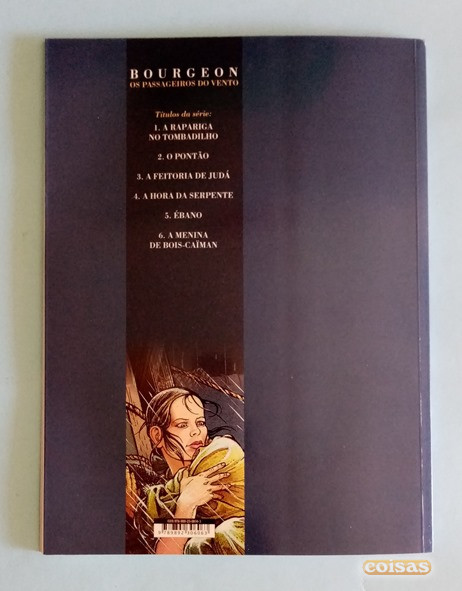 BOURGEON
OS PASSAGEIROS DO VENTO
Títulos da série:
1. A RAPARIGA
NO TOMBADILHO
2. O PONTÃO
3. A FEITORIA DE JUDÁ
4. A HORA DA SERPENTE
5. ÉBANO
6. A MENINA
DE BOIS-CAÏMAN
coisas